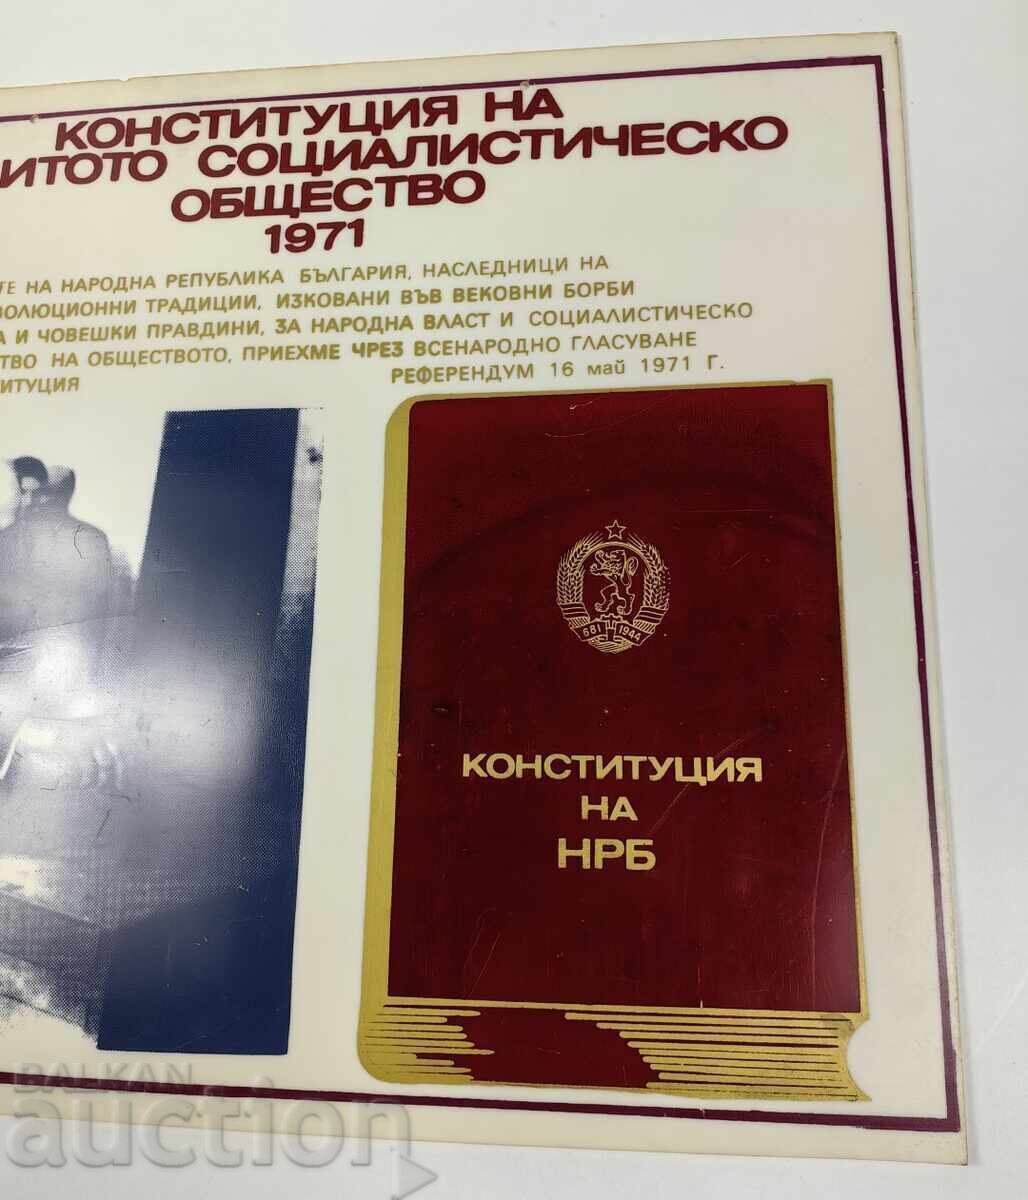 КОНСТИТУЦИЯ НА
ИТОТО СОЦИАЛИСТИЧЕСКО
ОБЩЕСТВО
1971
ТЕ НА НАРОДНА РЕПУБЛИКА БЪЛГАРИЯ, НАСЛЕДНИЦИ НА
ВОЛЮЦИОННИ ТРАДИЦИИ, ИЗКОВАНИ ВЪВ ВЕКОВНИ БОРБИ
А И ЧОВЕШКИ ПРАВДИНИ, ЗА НАРОДНА ВЛАСТ И СОЦИАЛИСТИЧЕСКО
ТВО НА ОБЩЕСТВОТО, ПРИЕХМЕ ЧРЕЗ ВСЕНАРОДНО ГЛАСУВАНЕ
ИТУЦИЯ РЕФЕРЕНДУМ 16 май 1971 Г.
681 1944
КОНСТИТУЦИЯ
НА
НРБ
BALKAN
auction